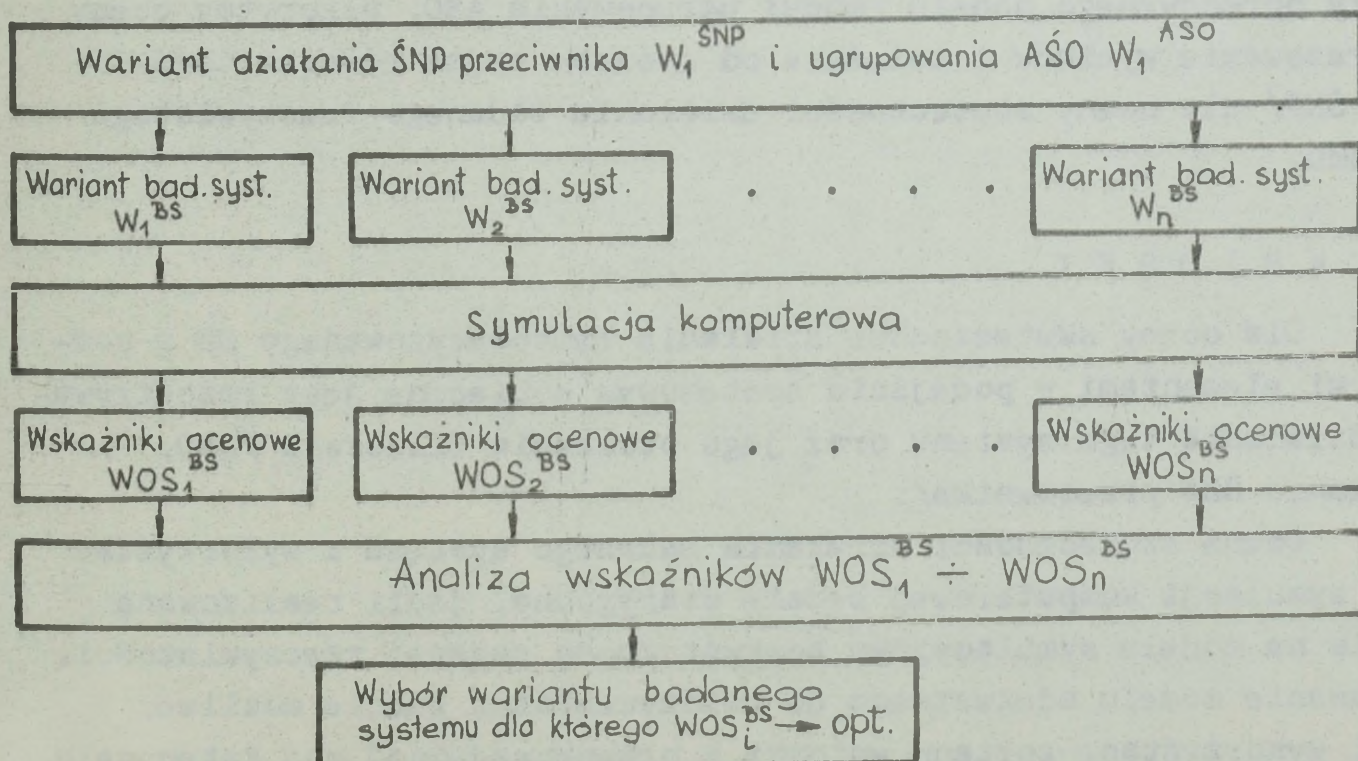 Wariant działania ŚNP przeciwnika W₁^ŚNP i ugrupowania AŚO W₁^ASO
Wariant bad. syst. Wariant bad. syst. . . . . Wariant bad. syst.
W₁^BS W₂^BS Wₙ^BS
Symulacja komputerowa
Wskaźniki ocenowe Wskaźniki ocenowe . . . . Wskaźniki ocenowe
WOS₁^BS WOS₂^BS WOSₙ^BS
Analiza wskaźników WOS₁^BS ÷ WOSₙ^BS
Wybór wariantu badanego
systemu dla którego WOSᵢ^BS → opt.